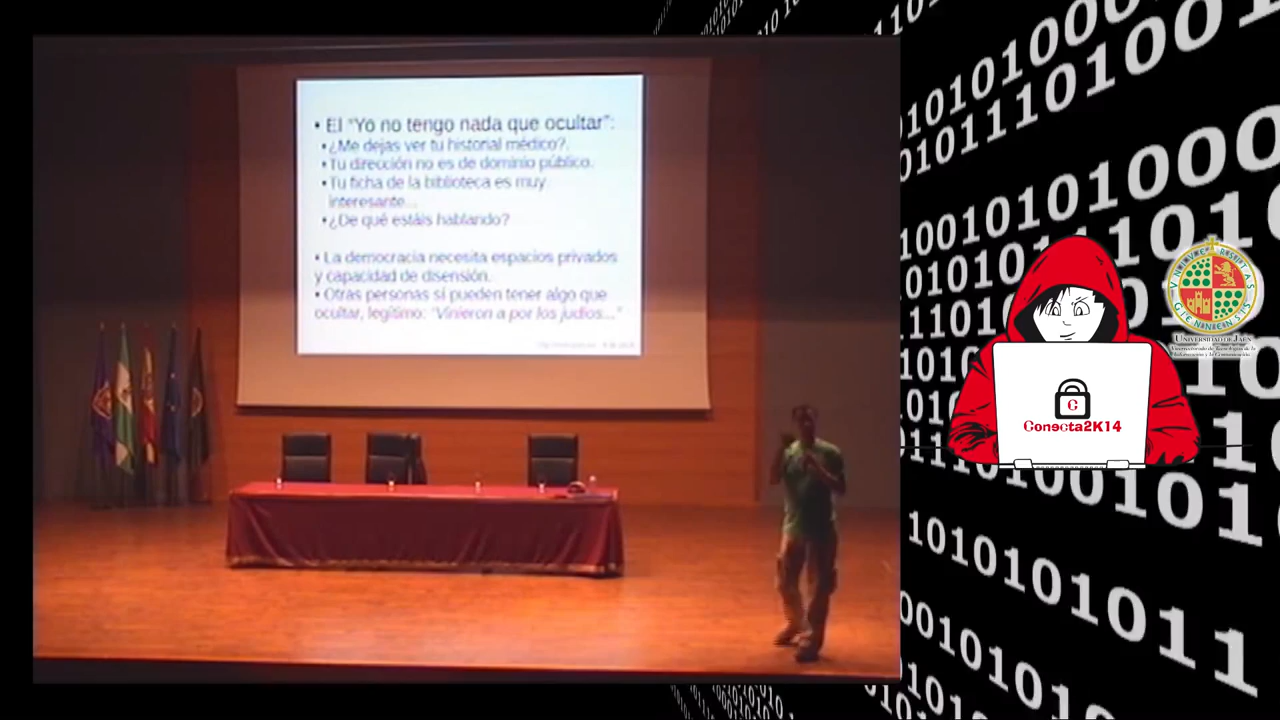 • El "Yo no tengo nada que ocultar":
•¿Me dejas ver tu historial médico?.
•Tu dirección no es de dominio público.
•Tu ficha de la biblioteca es muy
interesante...
•¿De qué estáis hablando?
• La democracia necesita espacios privados
y capacidad de disensión.
• Otras personas sí pueden tener algo que
ocultar, legítimo: "Vinieron a por los judíos..."
C
Conecta2K14
UNIVERSIDAD DE JAÉN